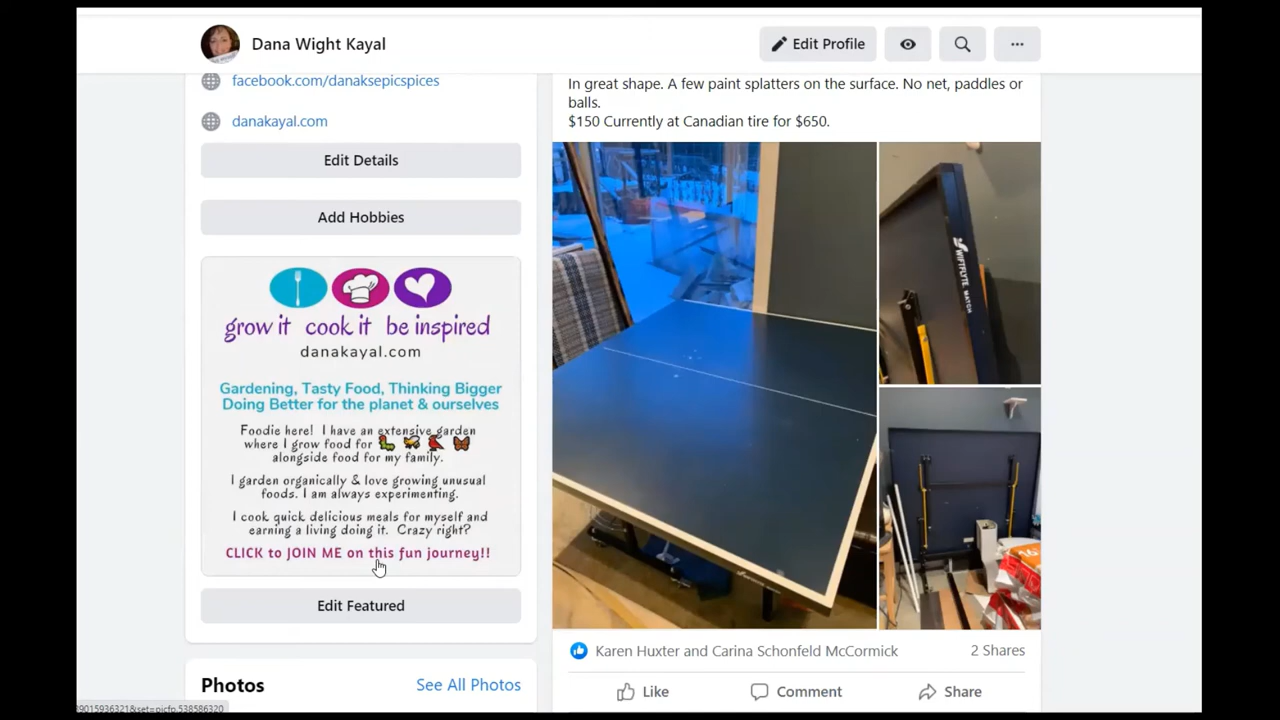 Dana Wight Kayal
Edit Profile
facebook.com/danaksepicspices
danakayal.com
Edit Details
Add Hobbies
grow it cook it be inspired
danakayal.com
Gardening, Tasty Food, Thinking Bigger
Doing Better for the planet & ourselves
Foodie here! I have an extensive garden
where I grow food for
alongside food for my family.
I garden organically & love growing unusual
foods. I am always experimenting.
I cook quick delicious meals for myself and
earning a living doing it. Crazy right?
CLICK to JOIN ME on this fun journey!!
Edit Featured
Photos
See All Photos
In great shape. A few paint splatters on the surface. No net, paddles or
balls.
$150 Currently at Canadian tire for $650.
SWIFTFLYTE MATCH
16
Karen Huxter and Carina Schonfeld McCormick
2 Shares
Like
Comment
Share